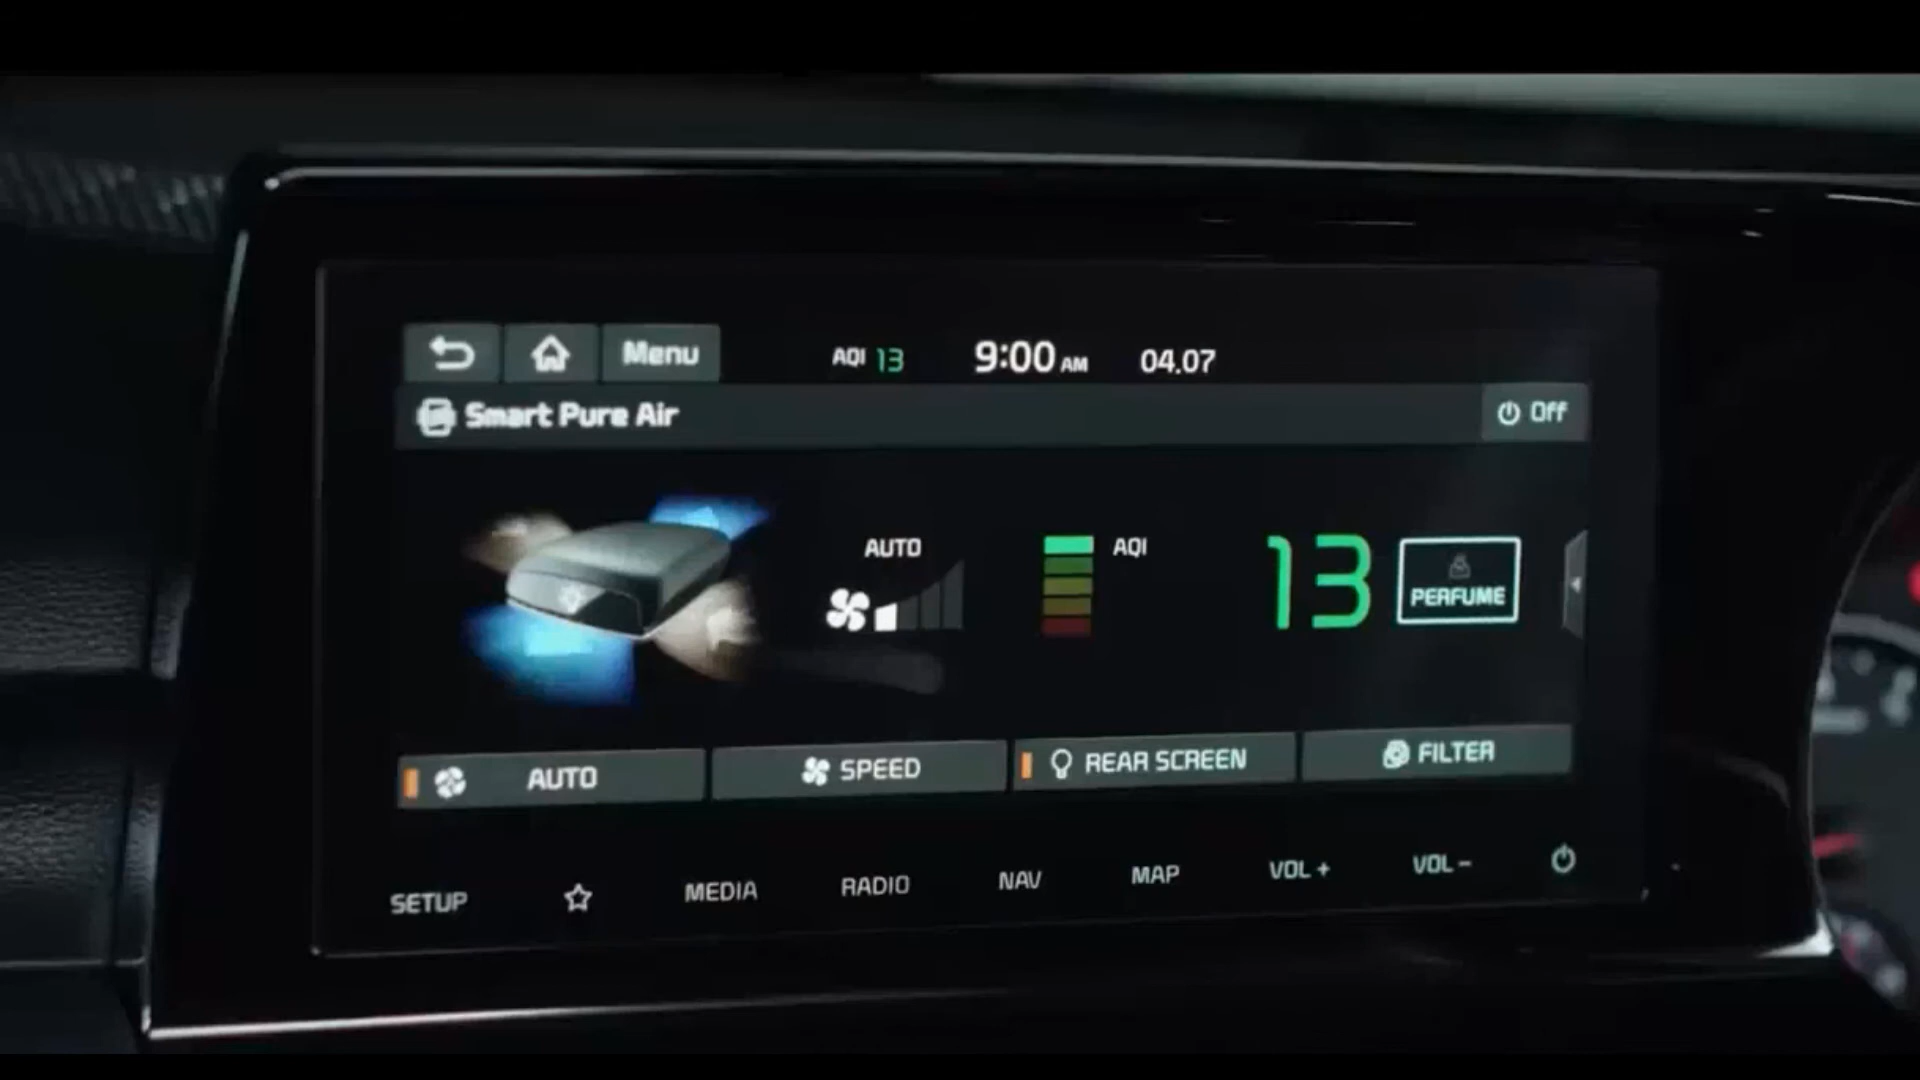 Menu
AQI 13
9:00 AM
04.07
Smart Pure Air
Off
AUTO
AQI
13
PERFUME
AUTO
SPEED
REAR SCREEN
FILTER
SETUP
MEDIA
RADIO
NAV
MAP
VOL +
VOL -